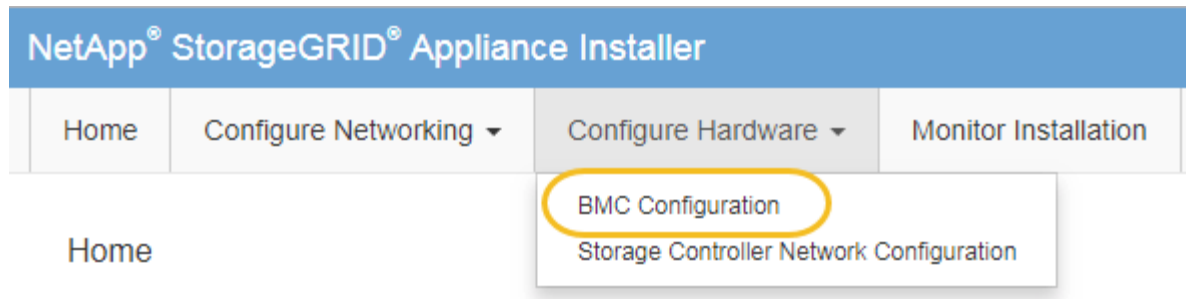 NetApp® StorageGRID® Appliance Installer
Home Configure Networking Configure Hardware Monitor Installation
BMC Configuration
Home
Storage Controller Network Configuration